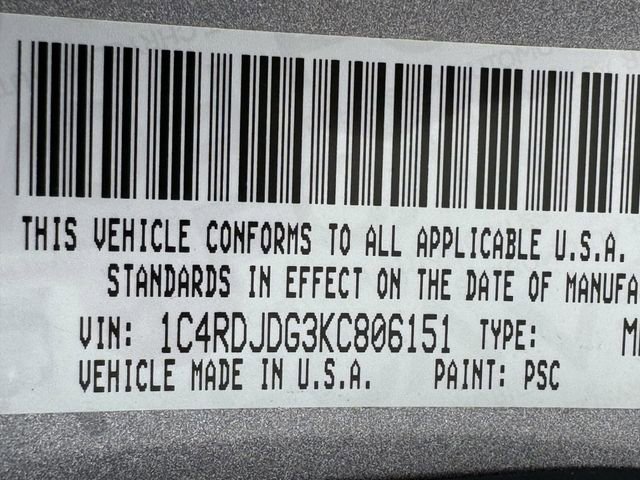 THIS VEHICLE CONFORMS TO ALL APPLICABLE U.S.A.
STANDARDS IN EFFECT ON THE DATE OF MANUFA
VIN: 1C4RDJDG3KC806151 TYPE: M
VEHICLE MADE IN U.S.A. PAINT: PSC